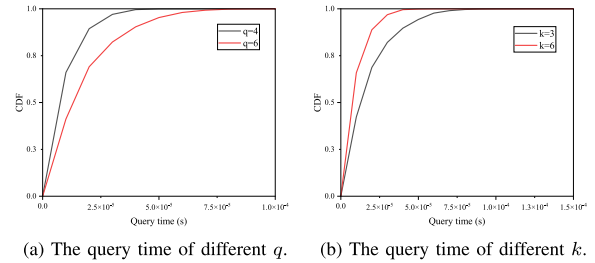 1.0
0.8
0.5
0.3
0.0
CDF
q=4
q=6
0.0 2.5×10⁻⁵ 5.0×10⁻⁵ 7.5×10⁻⁵ 1.0×10⁻⁴
Query time (s)
(a) The query time of different q.
1.0
0.8
0.5
0.3
0.0
CDF
k=3
k=6
0.0 2.5×10⁻⁵ 5.0×10⁻⁵ 7.5×10⁻⁵ 1.0×10⁻⁴ 1.3×10⁻⁴ 1.5×10⁻⁴
Query time (s)
(b) The query time of different k.